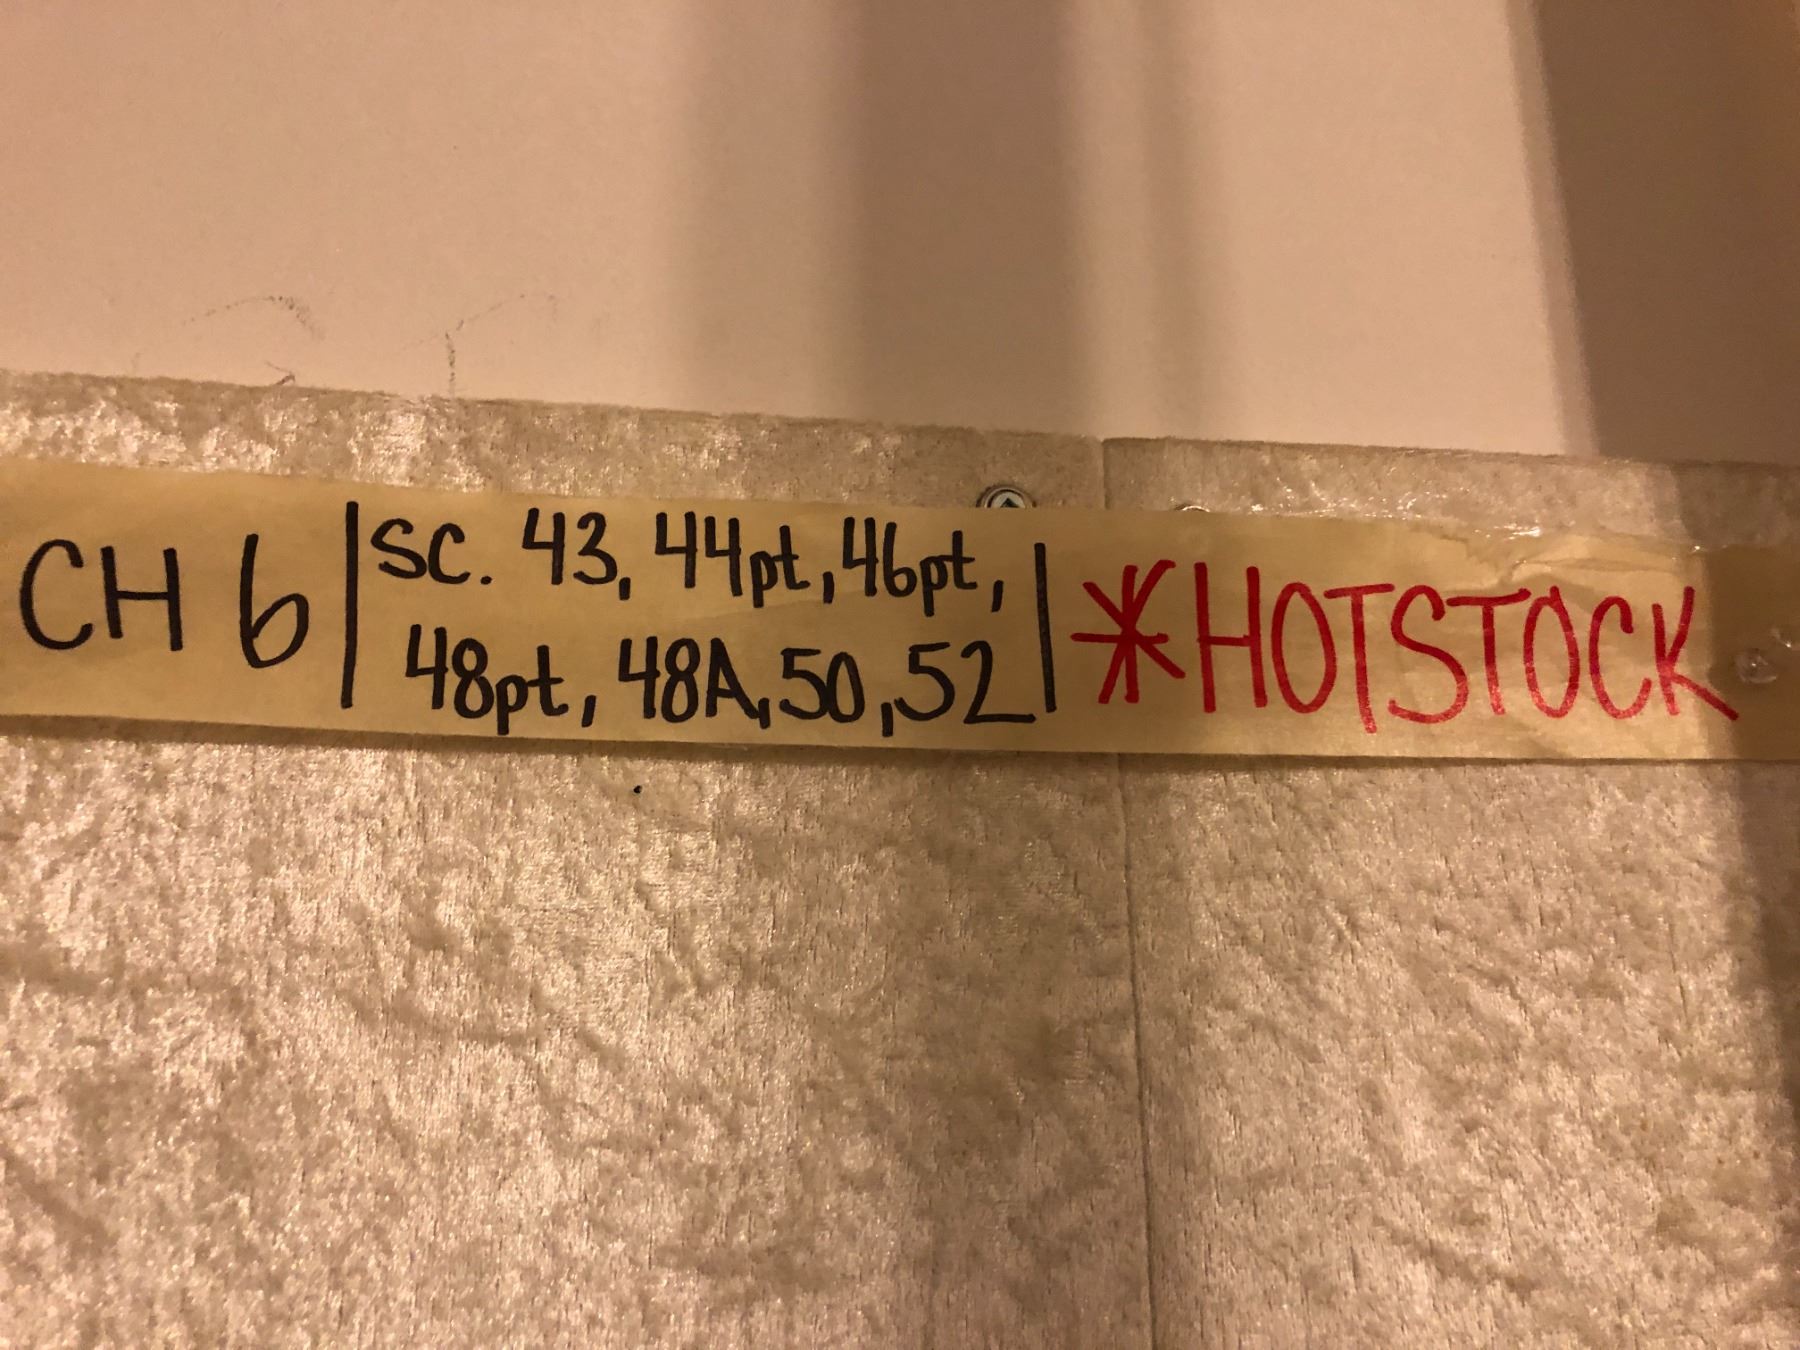 CH 6 | SC. 43, 44pt, 46pt, | *HOTSTOCK
48pt, 48A, 50, 52